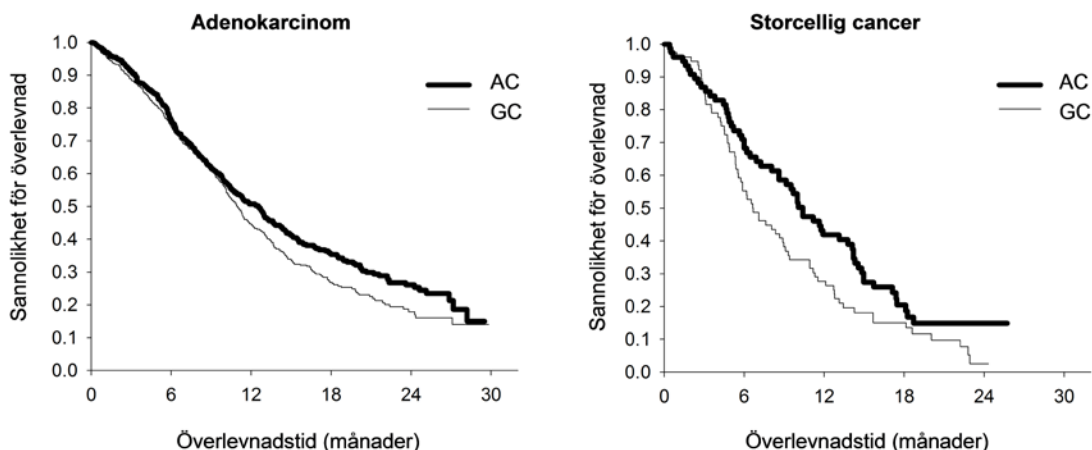 Adenokarcinom
Sannolikhet för överlevnad
1.0
0.9
0.8
0.7
0.6
0.5
0.4
0.3
0.2
0.1
0.0
AC
GC
0 6 12 18 24 30
Överlevnadstid (månader)
Storcellig cancer
Sannolikhet för överlevnad
1.0
0.9
0.8
0.7
0.6
0.5
0.4
0.3
0.2
0.1
0.0
AC
GC
0 6 12 18 24 30
Överlevnadstid (månader)